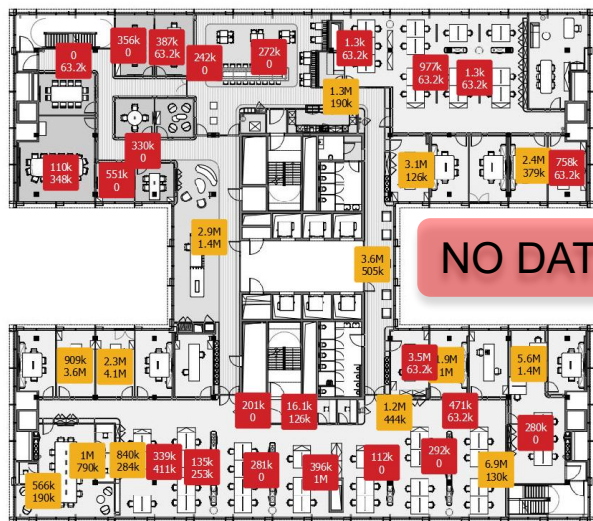 0
63.2k
356k
0
387k
63.2k
242k
0
272k
0
1.3k
63.2k
977k
63.2k
1.3k
63.2k
1.3M
190k
110k
348k
330k
0
551k
0
3.1M
126k
2.4M
379k
758k
63.2k
2.9M
1.4M
3.6M
505k
NO DAT
909k
3.6M
2.3M
4.1M
3.5M
63.2k
1.9M
1M
5.6M
1.4M
201k
0
16.1k
126k
1.2M
444k
471k
63.2k
280k
0
566k
190k
1M
790k
840k
284k
339k
411k
135k
253k
281k
0
396k
1M
112k
0
292k
0
6.9M
130k